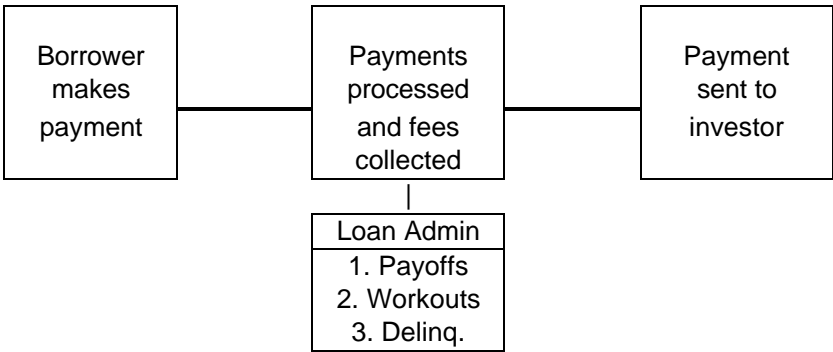 Borrower
makes
payment
Payments
processed
and fees
collected
Payment
sent to
investor
Loan Admin
1. Payoffs
2. Workouts
3. Delinq.